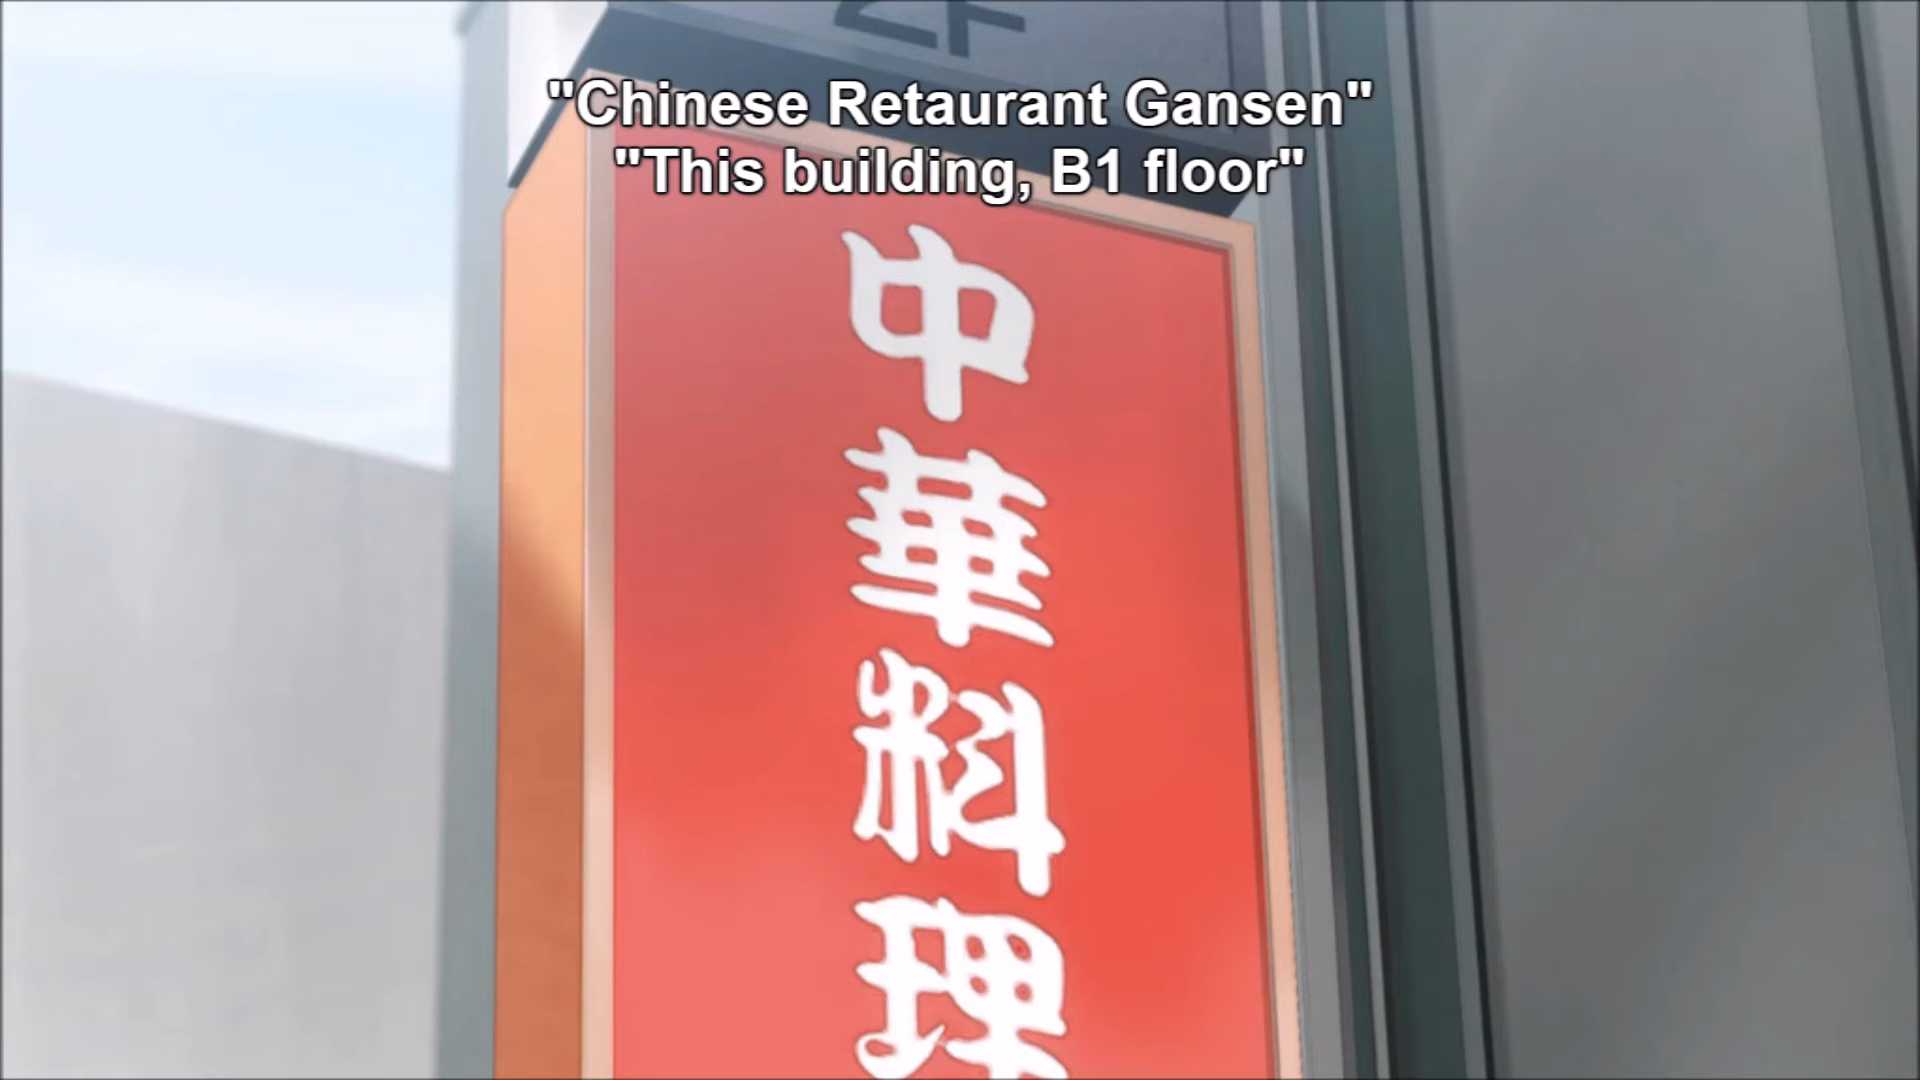 "Chinese Retaurant Gansen"
"This building, B1 floor"
中華料理